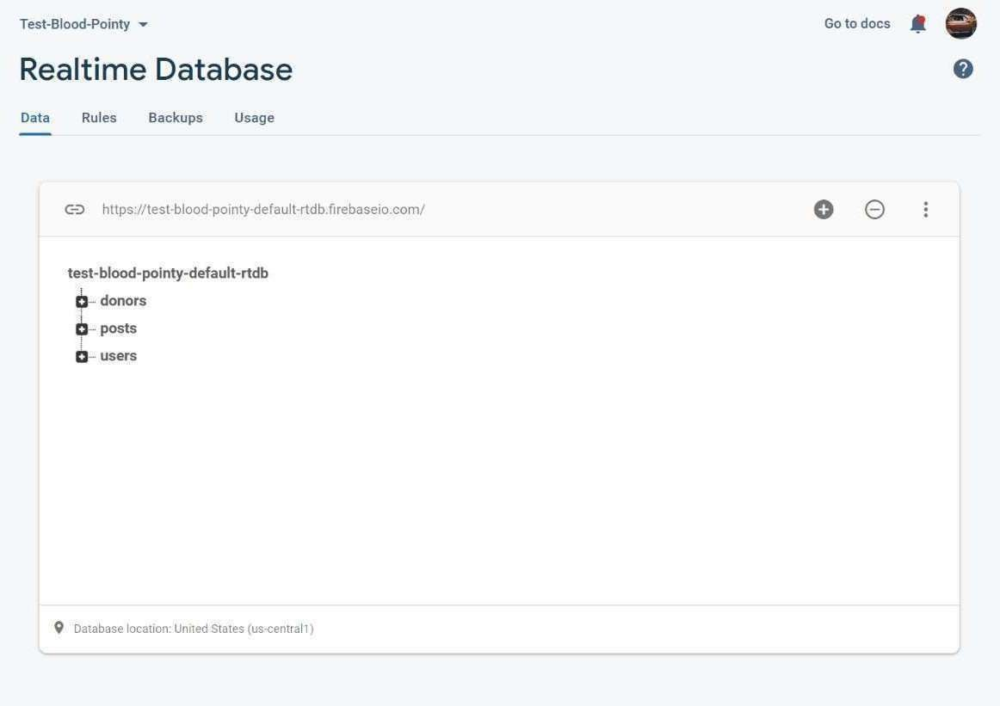 Test-Blood-Pointy
Go to docs
Realtime Database
Data Rules Backups Usage
https://test-blood-pointy-default-rtdb.firebaseio.com/
test-blood-pointy-default-rtdb
donors
posts
users
Database location: United States (us-central1)